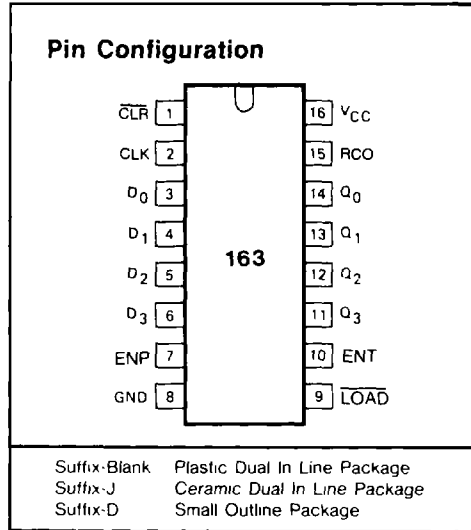 Pin Configuration
C̅L̅R̅ 1 16 VCC
CLK 2 15 RCO
D0 3 14 Q0
D1 4 13 Q1
D2 5 12 Q2
D3 6 11 Q3
ENP 7 10 ENT
GND 8 9 L̅O̅A̅D̅
163
Suffix-Blank Plastic Dual In Line Package
Suffix-J Ceramic Dual In Line Package
Suffix-D Small Outline Package